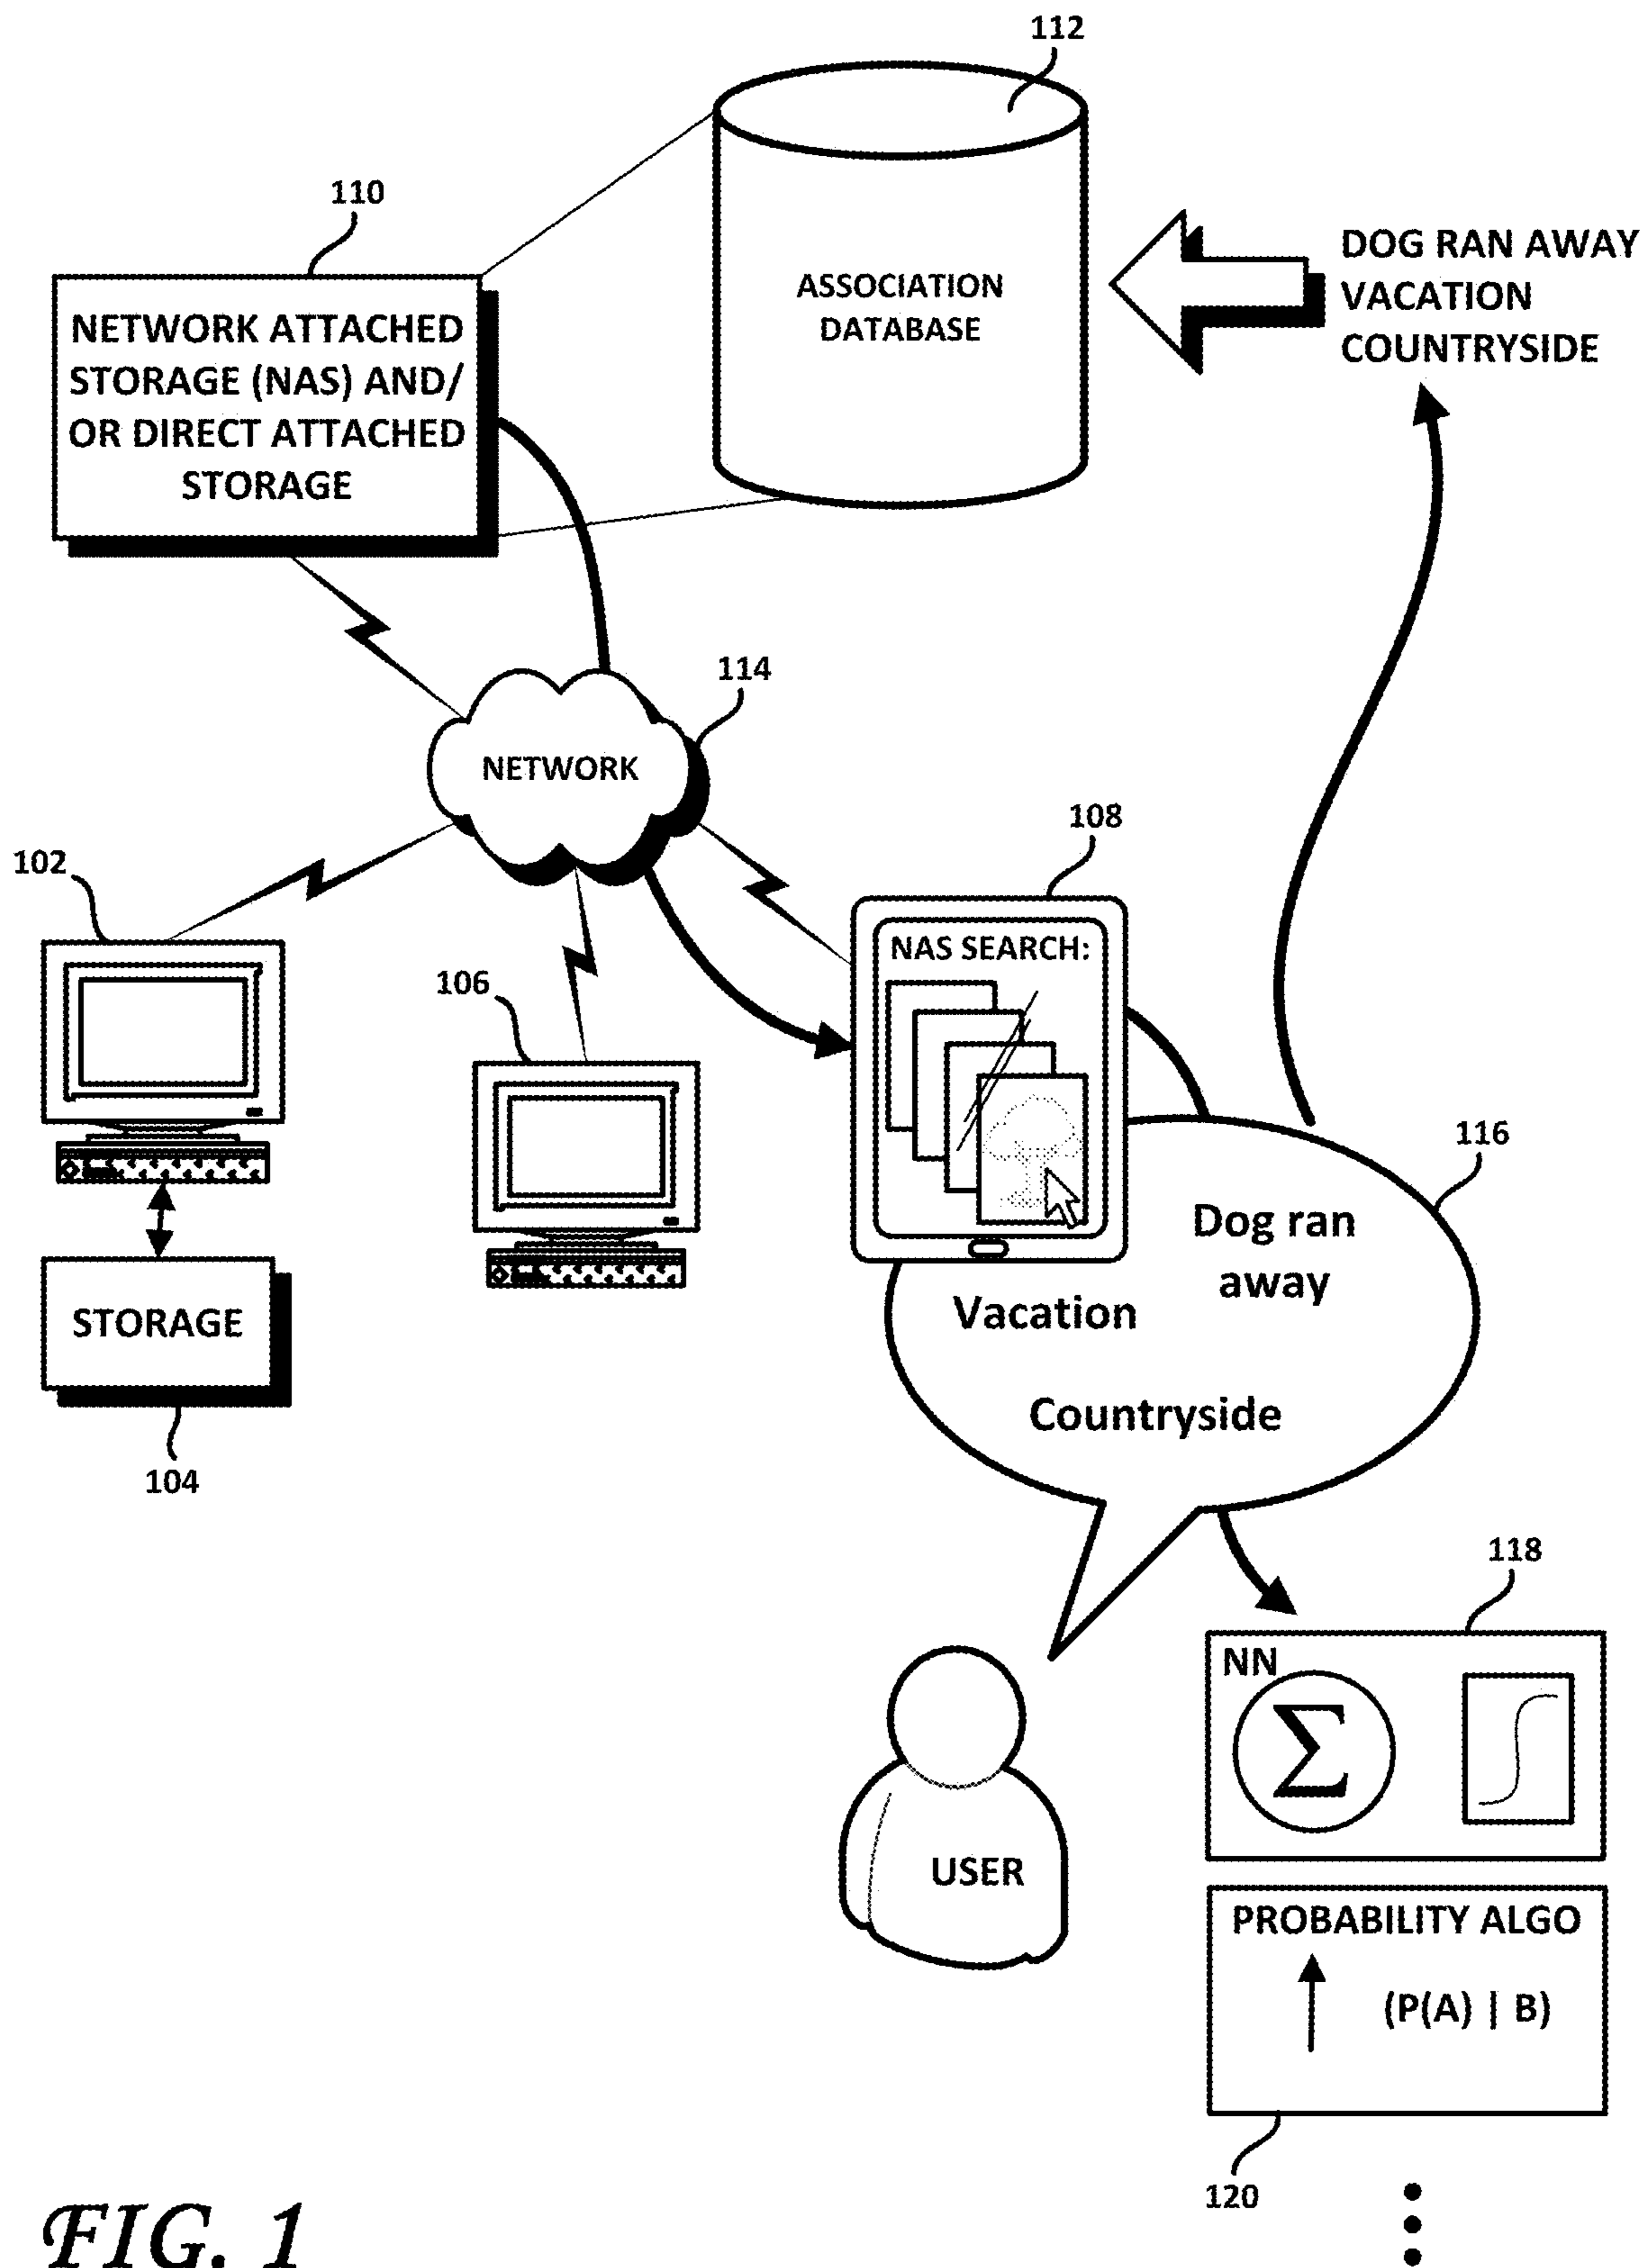 112
110
NETWORK ATTACHED
STORAGE (NAS) AND/
OR DIRECT ATTACHED
STORAGE
ASSOCIATION
DATABASE
DOG RAN AWAY
VACATION
COUNTRYSIDE
114
NETWORK
102
106
108
NAS SEARCH:
STORAGE
104
116
Dog ran
away
Vacation
Countryside
118
NN
Σ
USER
PROBABILITY ALGO
(P(A) | B)
120
FIG. 1